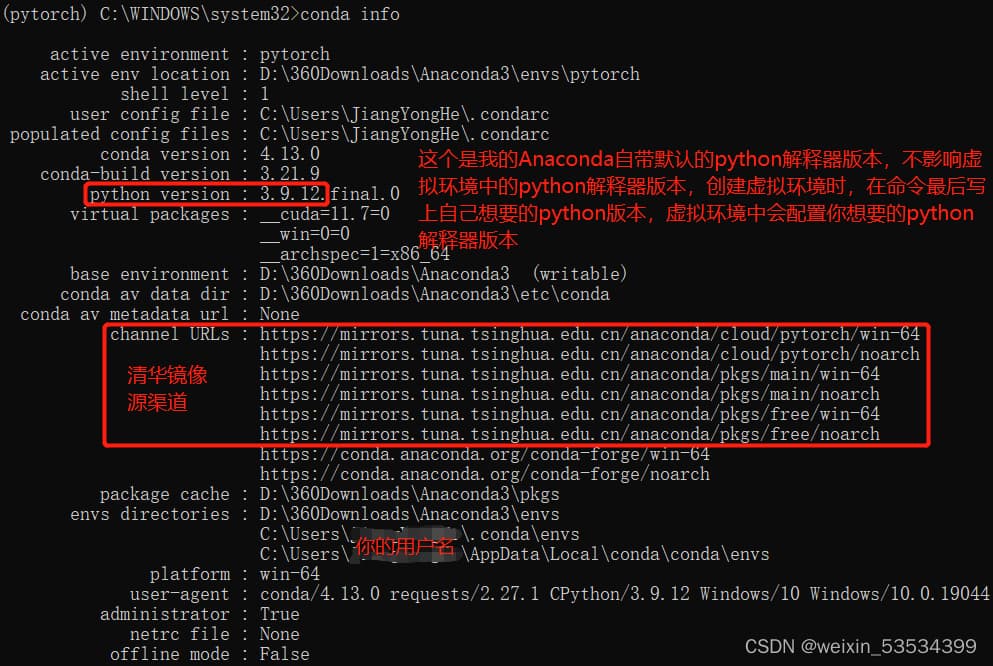 (pytorch) C:\WINDOWS\system32>conda info
active environment : pytorch
active env location : D:\360Downloads\Anaconda3\envs\pytorch
shell level : 1
user config file : C:\Users\JiangYongHe\.condarc
populated config files : C:\Users\JiangYongHe\.condarc
conda version : 4.13.0
conda-build version : 3.21.9
python version : 3.9.12.final.0
virtual packages : __cuda=11.7=0
__win=0=0
__archspec=1=x86_64
这个是我的Anaconda自带默认的python解释器版本，不影响虚
拟环境中的python解释器版本，创建虚拟环境时，在命令最后写
上自己想要的python版本，虚拟环境中会配置你想要的python
解释器版本
base environment : D:\360Downloads\Anaconda3  (writable)
conda av data dir : D:\360Downloads\Anaconda3\etc\conda
conda av metadata url : None
channel URLs : https://mirrors.tuna.tsinghua.edu.cn/anaconda/cloud/pytorch/win-64
https://mirrors.tuna.tsinghua.edu.cn/anaconda/cloud/pytorch/noarch
https://mirrors.tuna.tsinghua.edu.cn/anaconda/pkgs/main/win-64
https://mirrors.tuna.tsinghua.edu.cn/anaconda/pkgs/main/noarch
https://mirrors.tuna.tsinghua.edu.cn/anaconda/pkgs/free/win-64
https://mirrors.tuna.tsinghua.edu.cn/anaconda/pkgs/free/noarch
清华镜像
源渠道
https://conda.anaconda.org/conda-forge/win-64
https://conda.anaconda.org/conda-forge/noarch
package cache : D:\360Downloads\Anaconda3\pkgs
envs directories : D:\360Downloads\Anaconda3\envs
C:\Users\ \.conda\envs
你的用户名
C:\Users\ \AppData\Local\conda\conda\envs
platform : win-64
user-agent : conda/4.13.0 requests/2.27.1 CPython/3.9.12 Windows/10 Windows/10.0.19044
administrator : True
netrc file : None
offline mode : False
CSDN @weixin_53534399